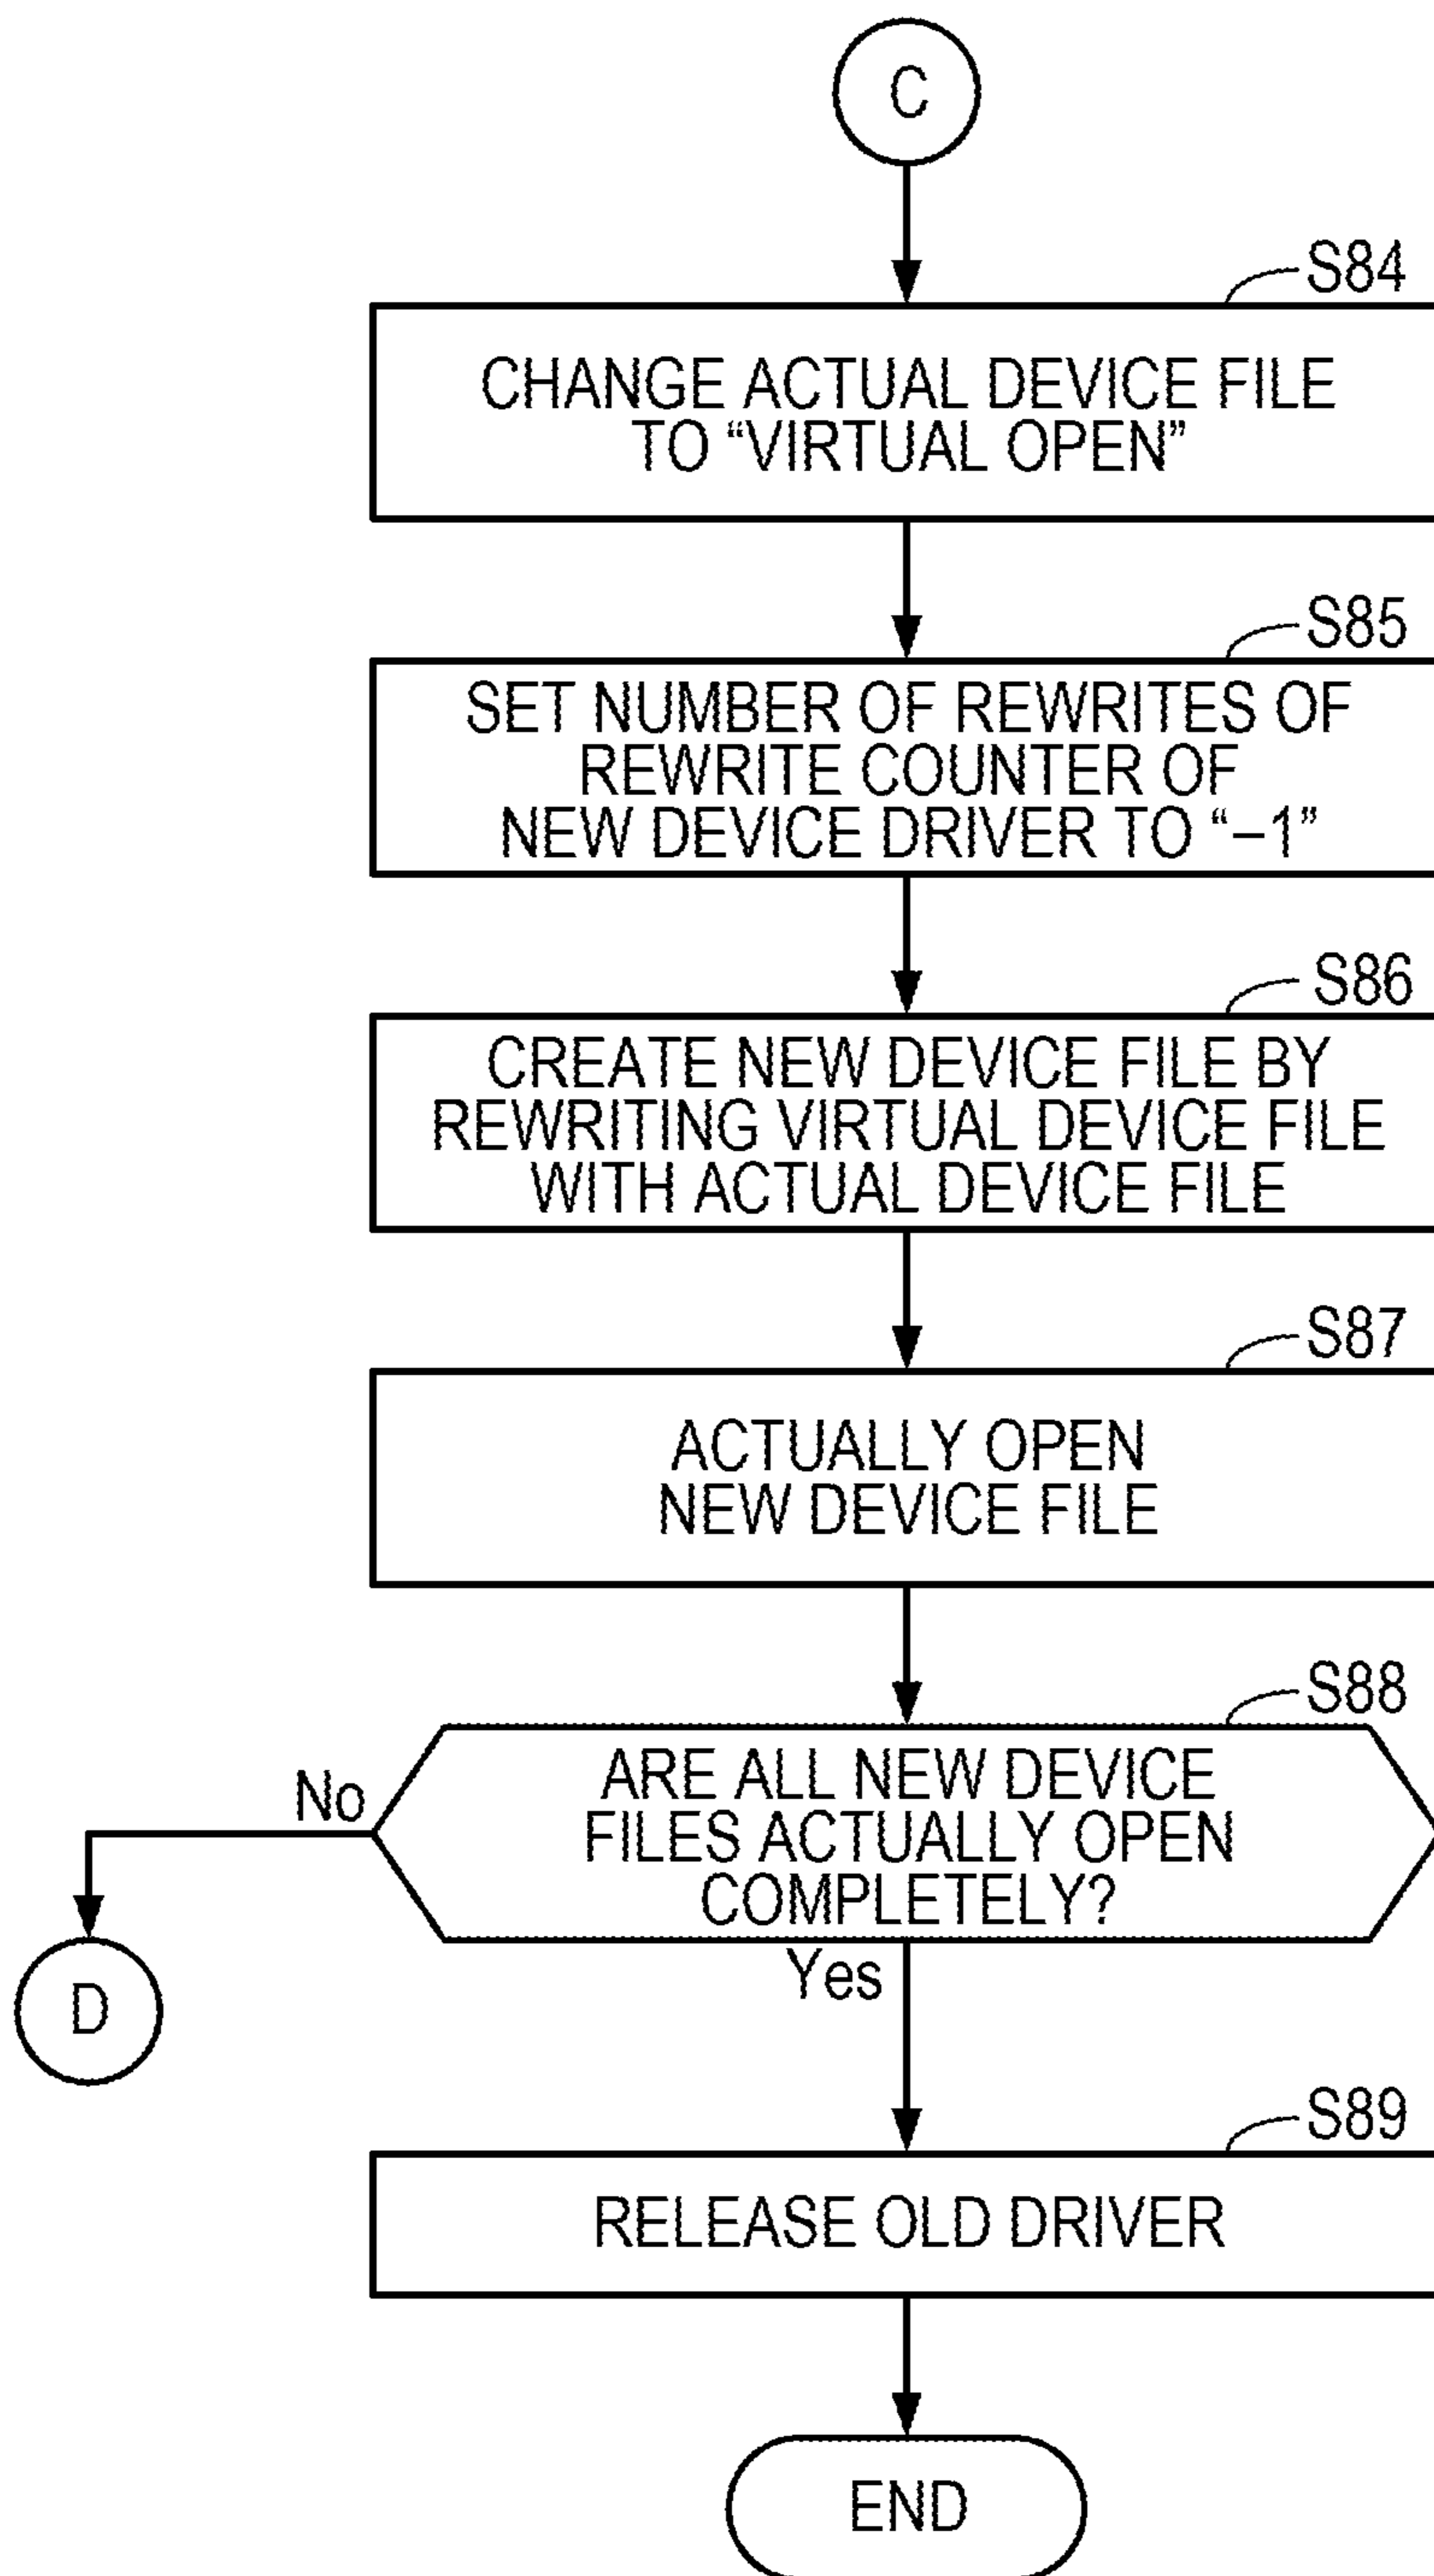 C
S84
CHANGE ACTUAL DEVICE FILE
TO “VIRTUAL OPEN”
S85
SET NUMBER OF REWRITES OF
REWRITE COUNTER OF
NEW DEVICE DRIVER TO “–1”
S86
CREATE NEW DEVICE FILE BY
REWRITING VIRTUAL DEVICE FILE
WITH ACTUAL DEVICE FILE
S87
ACTUALLY OPEN
NEW DEVICE FILE
S88
No
ARE ALL NEW DEVICE
FILES ACTUALLY OPEN
COMPLETELY?
Yes
D
S89
RELEASE OLD DRIVER
END